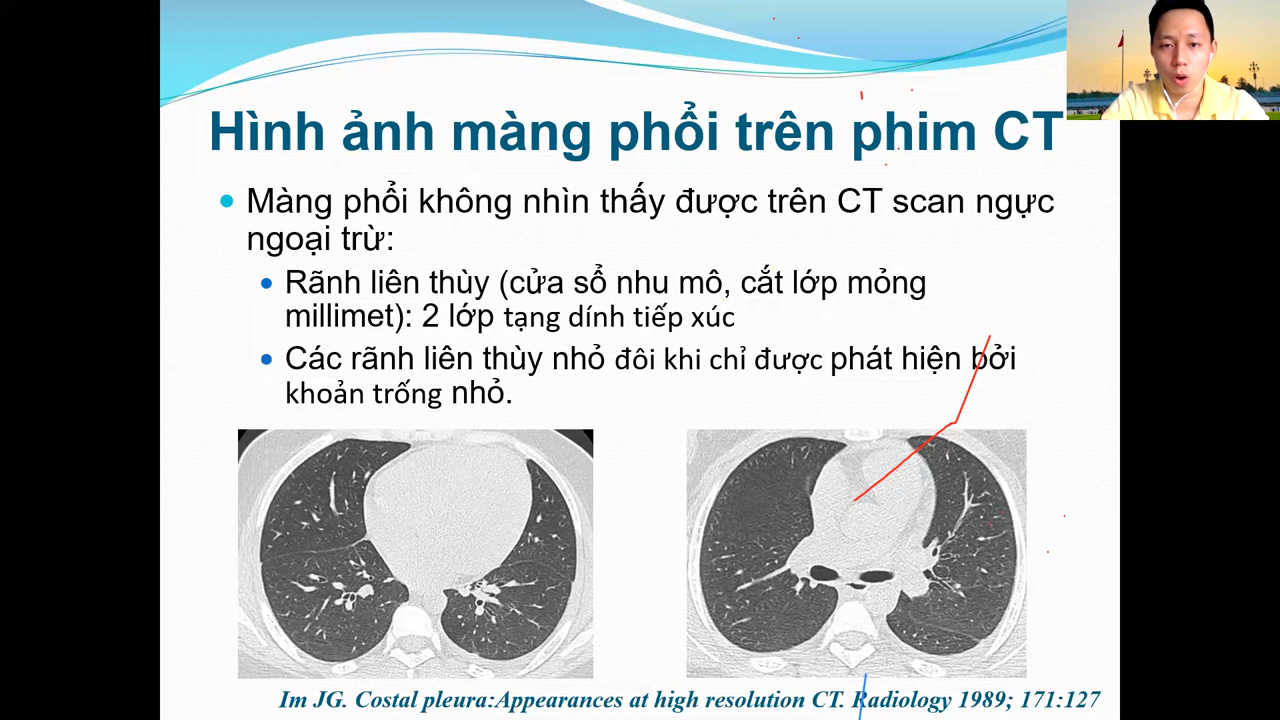 Hình ảnh màng phổi trên phim CT
Màng phổi không nhìn thấy được trên CT scan ngực
ngoại trừ:
Rãnh liên thùy (cửa sổ nhu mô, cắt lớp mỏng
millimet): 2 lớp tạng dính tiếp xúc
Các rãnh liên thùy nhỏ đôi khi chỉ được phát hiện bởi
khoản trống nhỏ.
Im JG. Costal pleura:Appearances at high resolution CT. Radiology 1989; 171:127